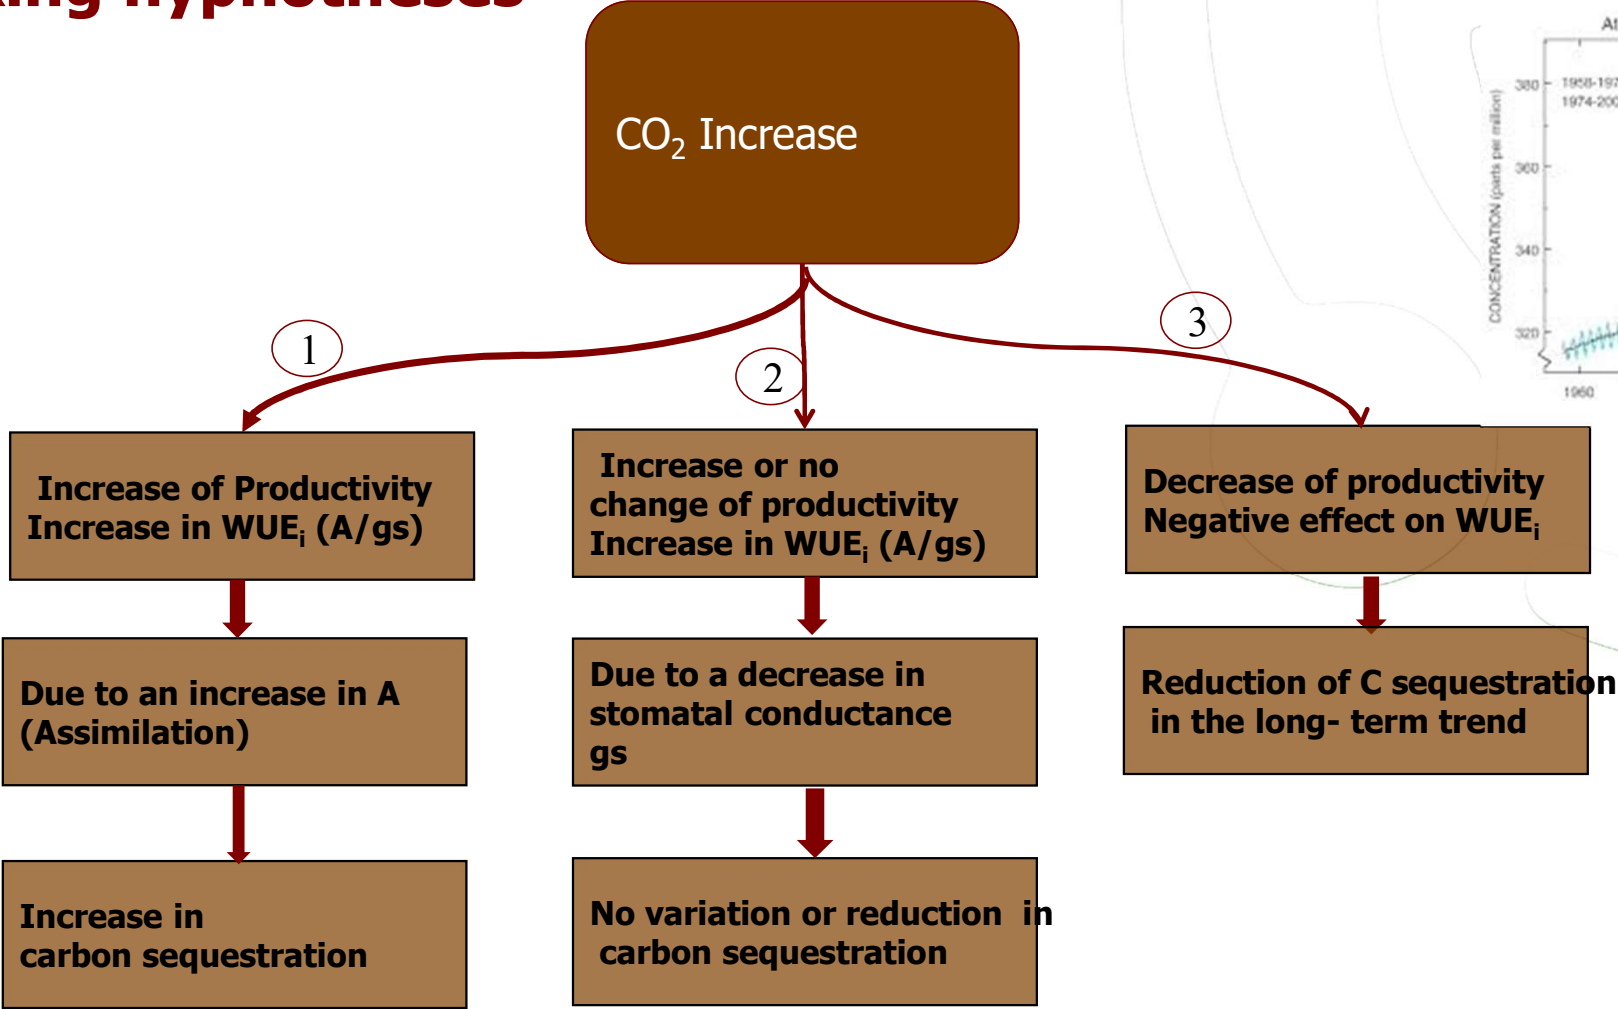 hypotheses
CO₂ Increase
1
2
3
Increase of Productivity
Increase in WUEᵢ (A/gs)
Increase or no
change of productivity
Increase in WUEᵢ (A/gs)
Decrease of productivity
Negative effect on WUEᵢ
Due to an increase in A
(Assimilation)
Due to a decrease in
stomatal conductance
gs
Reduction of C sequestration
in the long- term trend
Increase in
carbon sequestration
No variation or reduction in
carbon sequestration
CONCENTRATION (parts per million)
380
360
340
320
1960